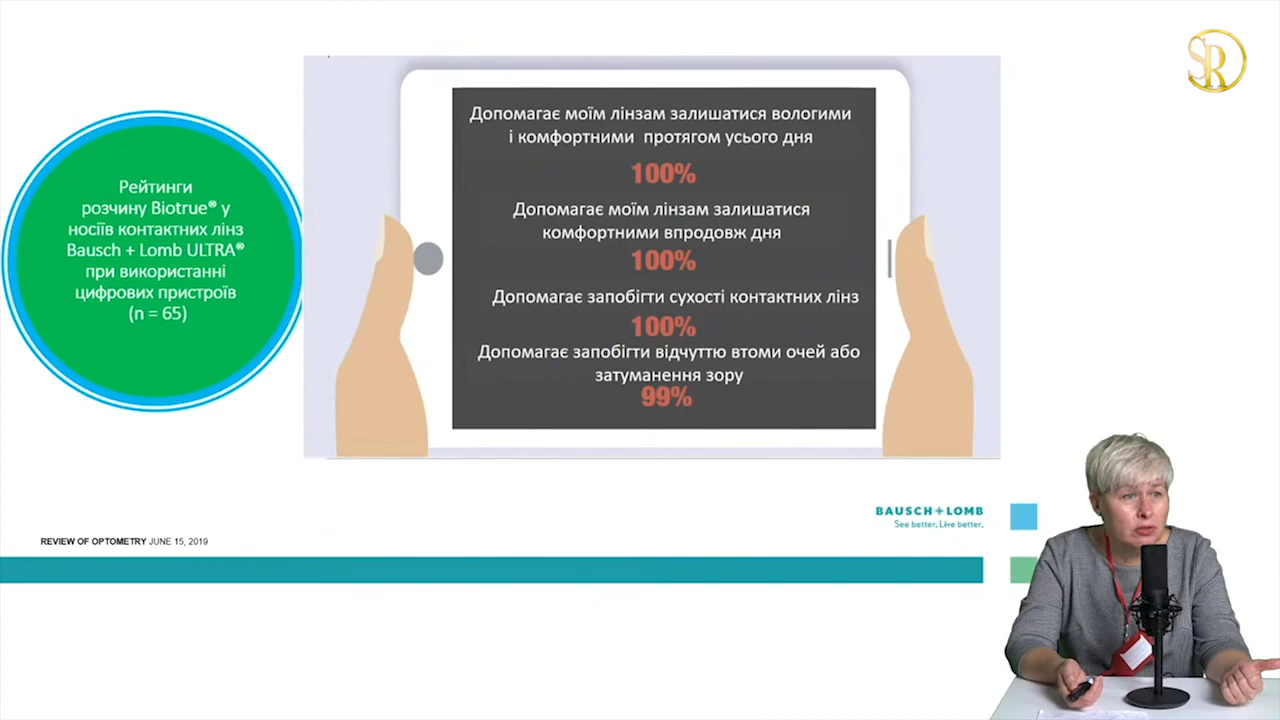 SR
Рейтинги
розчину Biotrue® у
носіїв контактних лінз
Bausch + Lomb ULTRA®
при використанні
цифрових пристроїв
(n = 65)
Допомагає моїм лінзам залишатися вологими
і комфортними протягом усього дня
100%
Допомагає моїм лінзам залишатися
комфортними впродовж дня
100%
Допомагає запобігти сухості контактних лінз
100%
Допомагає запобігти відчуттю втоми очей або
затуманення зору
99%
BAUSCH + LOMB
See better. Live better.
REVIEW OF OPTOMETRY JUNE 15, 2019